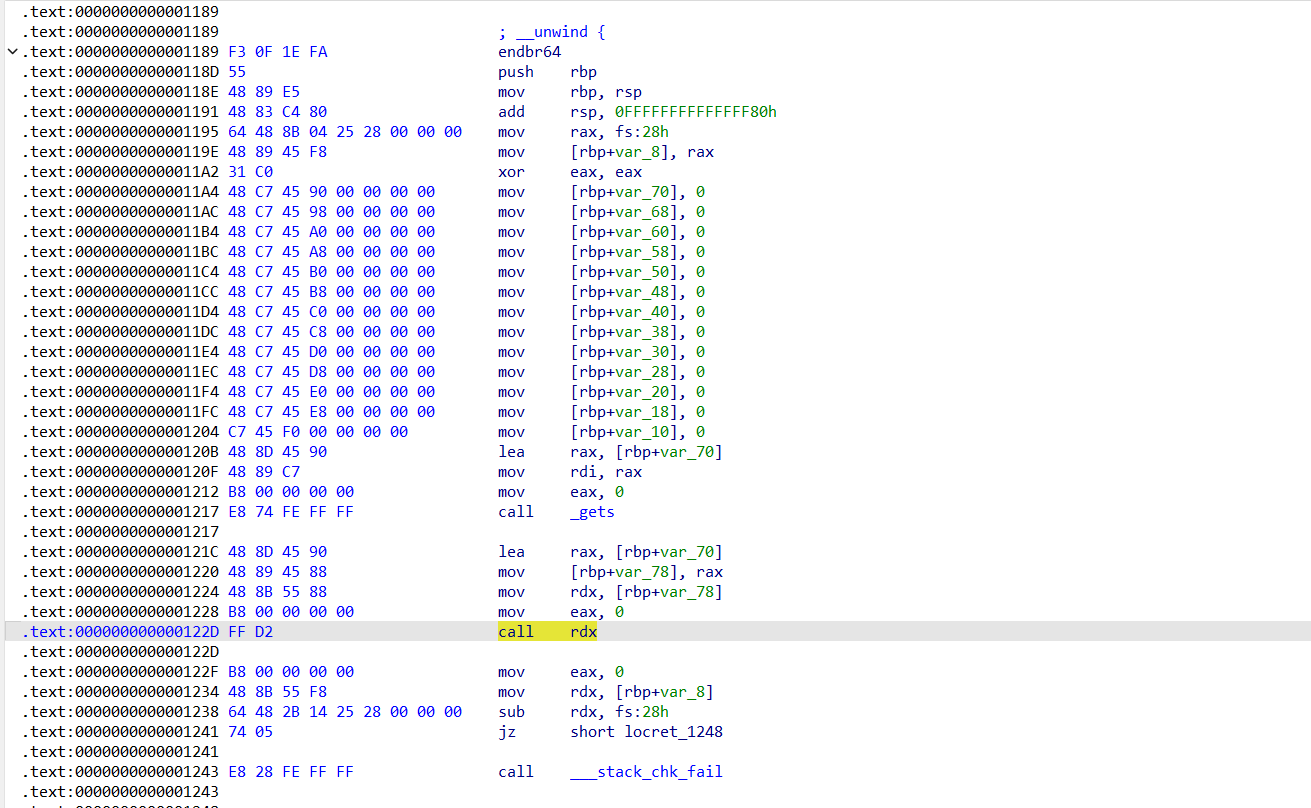 .text:0000000000001189
.text:0000000000001189 ; __unwind {
.text:0000000000001189 F3 0F 1E FA endbr64
.text:000000000000118D 55 push rbp
.text:000000000000118E 48 89 E5 mov rbp, rsp
.text:0000000000001191 48 83 C4 80 add rsp, 0FFFFFFFFFFFFFF80h
.text:0000000000001195 64 48 8B 04 25 28 00 00 00 mov rax, fs:28h
.text:000000000000119E 48 89 45 F8 mov [rbp+var_8], rax
.text:00000000000011A2 31 C0 xor eax, eax
.text:00000000000011A4 48 C7 45 90 00 00 00 00 mov [rbp+var_70], 0
.text:00000000000011AC 48 C7 45 98 00 00 00 00 mov [rbp+var_68], 0
.text:00000000000011B4 48 C7 45 A0 00 00 00 00 mov [rbp+var_60], 0
.text:00000000000011BC 48 C7 45 A8 00 00 00 00 mov [rbp+var_58], 0
.text:00000000000011C4 48 C7 45 B0 00 00 00 00 mov [rbp+var_50], 0
.text:00000000000011CC 48 C7 45 B8 00 00 00 00 mov [rbp+var_48], 0
.text:00000000000011D4 48 C7 45 C0 00 00 00 00 mov [rbp+var_40], 0
.text:00000000000011DC 48 C7 45 C8 00 00 00 00 mov [rbp+var_38], 0
.text:00000000000011E4 48 C7 45 D0 00 00 00 00 mov [rbp+var_30], 0
.text:00000000000011EC 48 C7 45 D8 00 00 00 00 mov [rbp+var_28], 0
.text:00000000000011F4 48 C7 45 E0 00 00 00 00 mov [rbp+var_20], 0
.text:00000000000011FC 48 C7 45 E8 00 00 00 00 mov [rbp+var_18], 0
.text:0000000000001204 C7 45 F0 00 00 00 00 mov [rbp+var_10], 0
.text:000000000000120B 48 8D 45 90 lea rax, [rbp+var_70]
.text:000000000000120F 48 89 C7 mov rdi, rax
.text:0000000000001212 B8 00 00 00 00 mov eax, 0
.text:0000000000001217 E8 74 FE FF FF call _gets
.text:0000000000001217
.text:000000000000121C 48 8D 45 90 lea rax, [rbp+var_70]
.text:0000000000001220 48 89 45 88 mov [rbp+var_78], rax
.text:0000000000001224 48 8B 55 88 mov rdx, [rbp+var_78]
.text:0000000000001228 B8 00 00 00 00 mov eax, 0
.text:000000000000122D FF D2 call rdx
.text:000000000000122D
.text:000000000000122F B8 00 00 00 00 mov eax, 0
.text:0000000000001234 48 8B 55 F8 mov rdx, [rbp+var_8]
.text:0000000000001238 64 48 2B 14 25 28 00 00 00 sub rdx, fs:28h
.text:0000000000001241 74 05 jz short locret_1248
.text:0000000000001241
.text:0000000000001243 E8 28 FE FF FF call ___stack_chk_fail
.text:0000000000001243